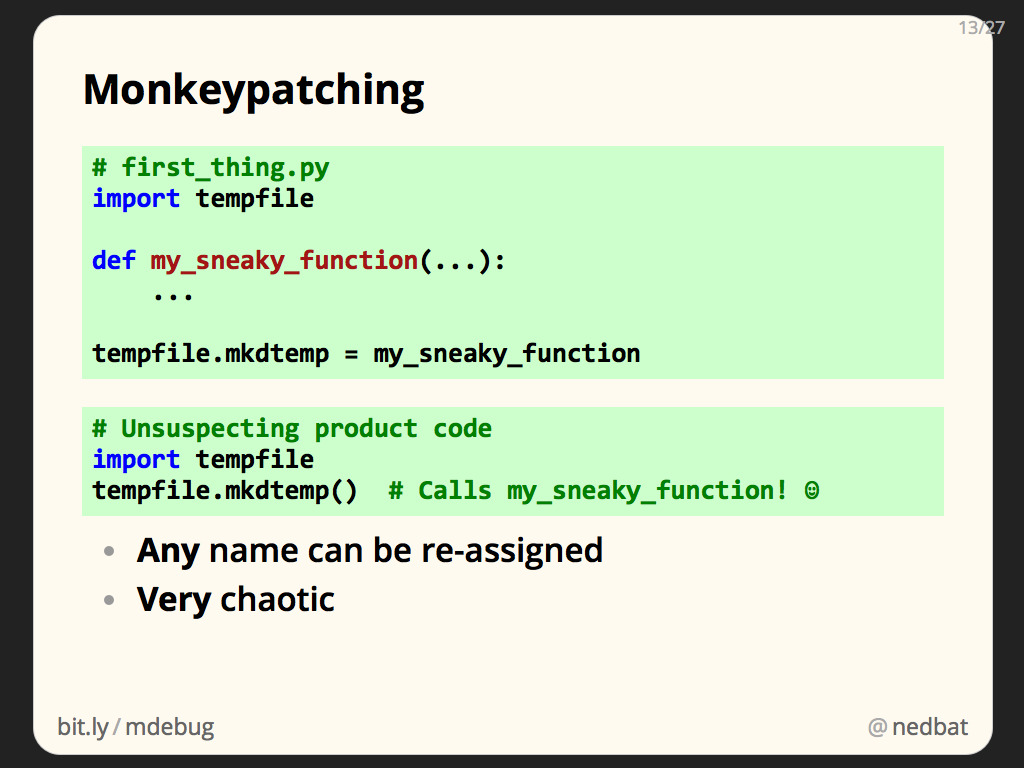 13/27
Monkeypatching
# first_thing.py
import tempfile
def my_sneaky_function(...):
    ...
tempfile.mkdtemp = my_sneaky_function
# Unsuspecting product code
import tempfile
tempfile.mkdtemp()  # Calls my_sneaky_function! ☺
• Any name can be re-assigned
• Very chaotic
bit.ly/mdebug
@nedbat